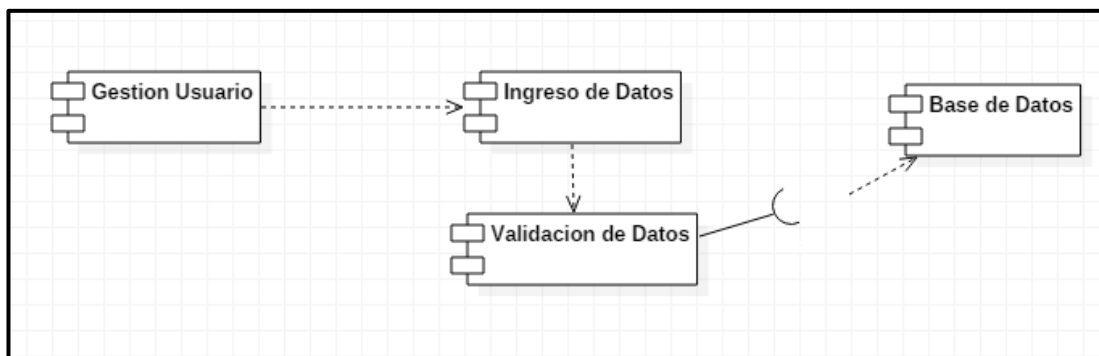 Gestion Usuario
Ingreso de Datos
Base de Datos
Validacion de Datos